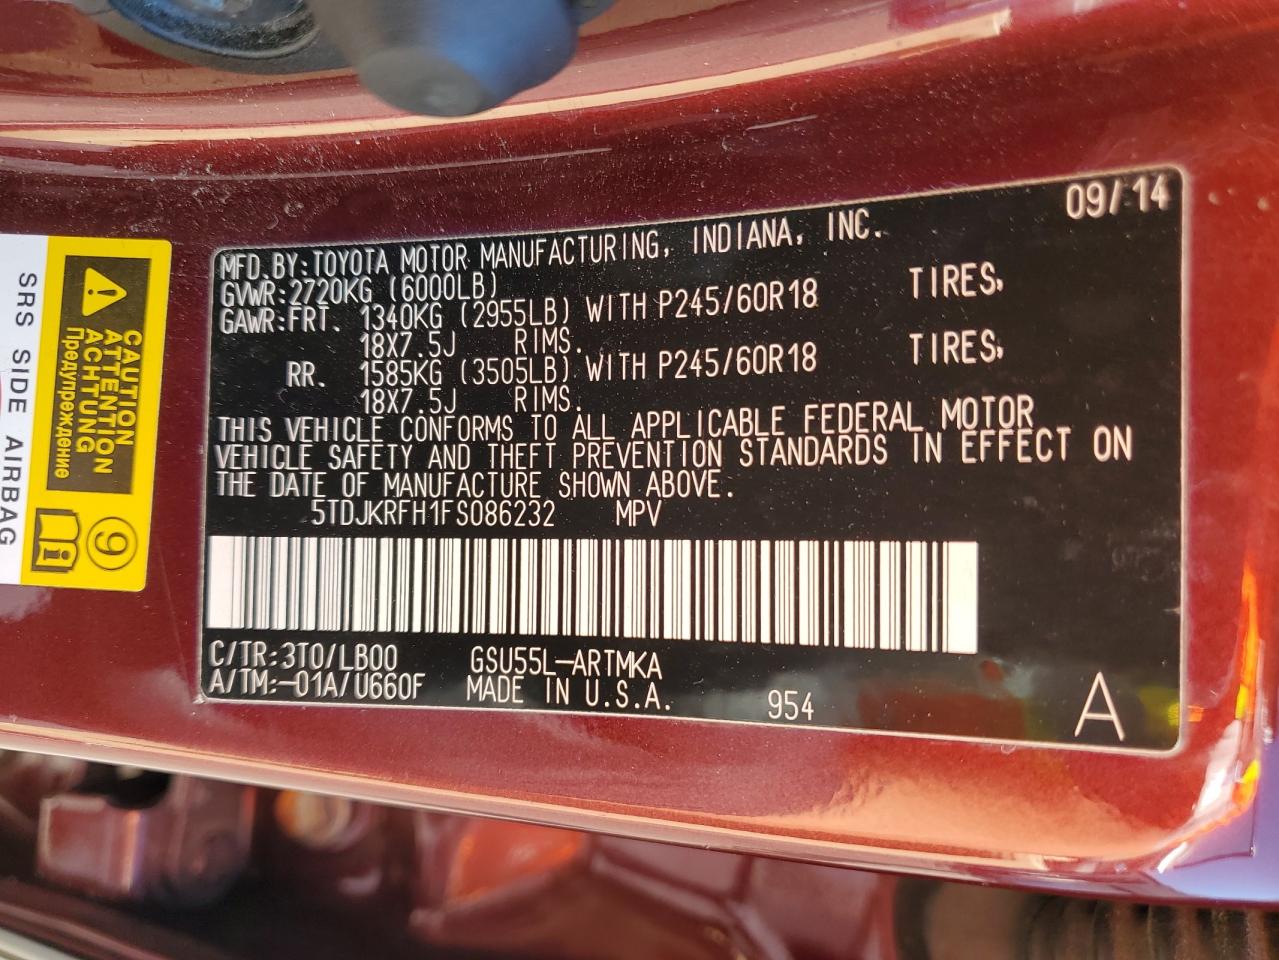 09/14
MFD.BY:TOYOTA MOTOR MANUFACTURING, INDIANA, INC.
GVWR:2720KG (6000LB)
GAWR:FRT. 1340KG (2955LB) WITH P245/60R18 TIRES,
18X7.5J RIMS.
RR. 1585KG (3505LB) WITH P245/60R18 TIRES,
18X7.5J RIMS.
THIS VEHICLE CONFORMS TO ALL APPLICABLE FEDERAL MOTOR
VEHICLE SAFETY AND THEFT PREVENTION STANDARDS IN EFFECT ON
THE DATE OF MANUFACTURE SHOWN ABOVE.
5TDJKRFH1FS086232 MPV
C/TR:3T0/LB00 GSU55L-ARTMKA
A/TM:-01A/U660F MADE IN U.S.A. 954 A
CAUTION
ATTENTION
ACHTUNG
Предупреждение
9
i
SRS SIDE AIRBAG